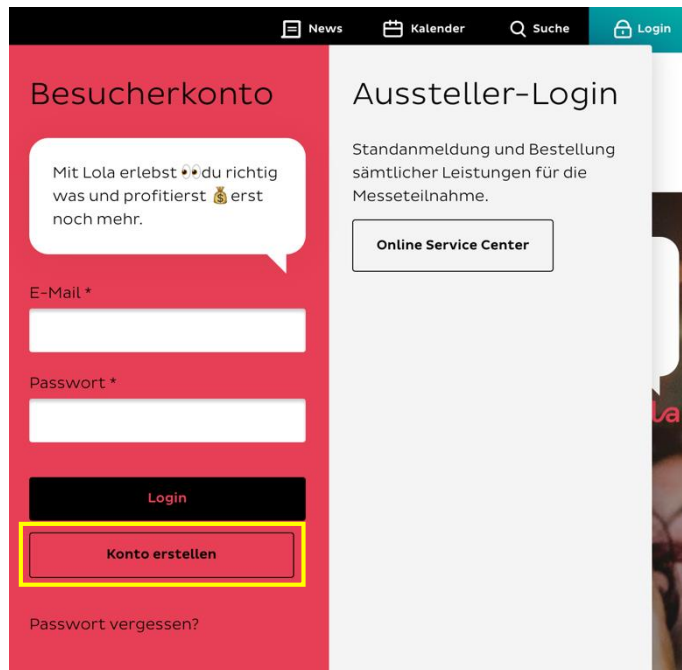 News
Kalender
Suche
Login
Besucherkonto
Mit Lola erlebst 👀du richtig
was und profitierst 💰erst
noch mehr.
E-Mail *
Passwort *
Login
Konto erstellen
Passwort vergessen?
Aussteller-Login
Standanmeldung und Bestellung
sämtlicher Leistungen für die
Messeteilnahme.
Online Service Center
la